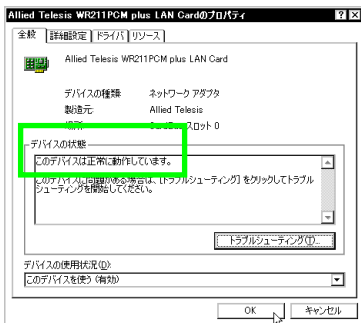 Allied Telesis WR211PCM plus LAN Cardのプロパティ
全般 詳細設定 ドライバ リソース
Allied Telesis WR211PCM plus LAN Card
デバイスの種類: ネットワーク アダプタ
製造元: Allied Telesis
場所: CardBus スロット 0
デバイスの状態
このデバイスは正常に動作しています。
このデバイスに問題がある場合は、[トラブルシューティング] をクリックしてトラブル
シューティングを開始してください。
トラブルシューティング(T)...
デバイスの使用状況(D):
このデバイスを使う (有効)
OK キャンセル